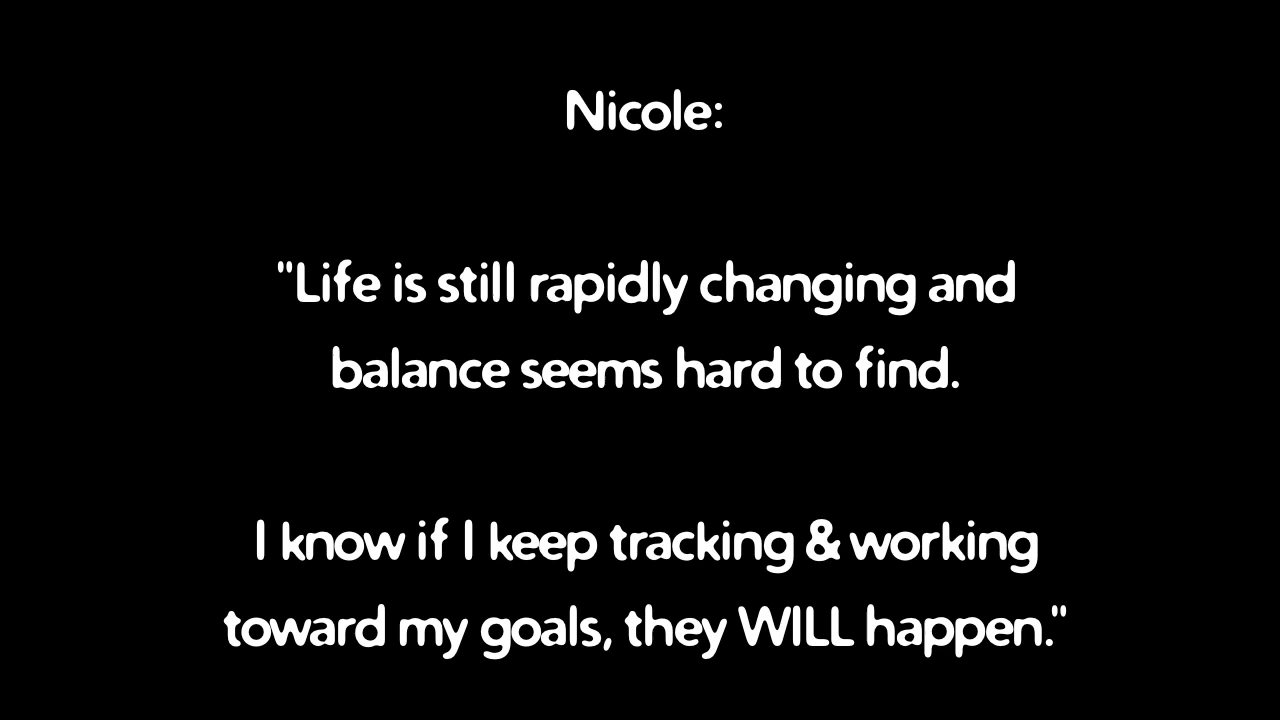 Nicole:
"Life is still rapidly changing and
balance seems hard to find.
I know if I keep tracking & working
toward my goals, they WILL happen."